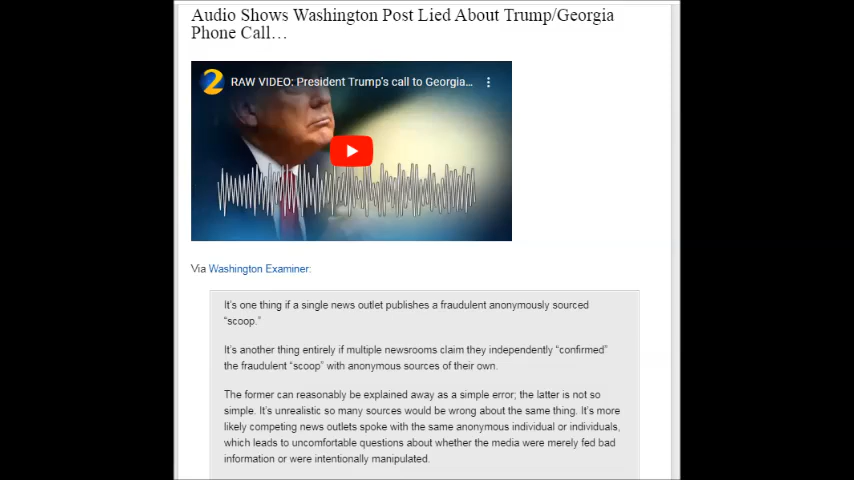 Audio Shows Washington Post Lied About Trump/Georgia
Phone Call…
2 RAW VIDEO: President Trump's call to Georgia...
Via Washington Examiner:
It's one thing if a single news outlet publishes a fraudulent anonymously sourced
“scoop.”
It's another thing entirely if multiple newsrooms claim they independently “confirmed”
the fraudulent “scoop” with anonymous sources of their own.
The former can reasonably be explained away as a simple error; the latter is not so
simple. It's unrealistic so many sources would be wrong about the same thing. It's more
likely competing news outlets spoke with the same anonymous individual or individuals,
which leads to uncomfortable questions about whether the media were merely fed bad
information or were intentionally manipulated.